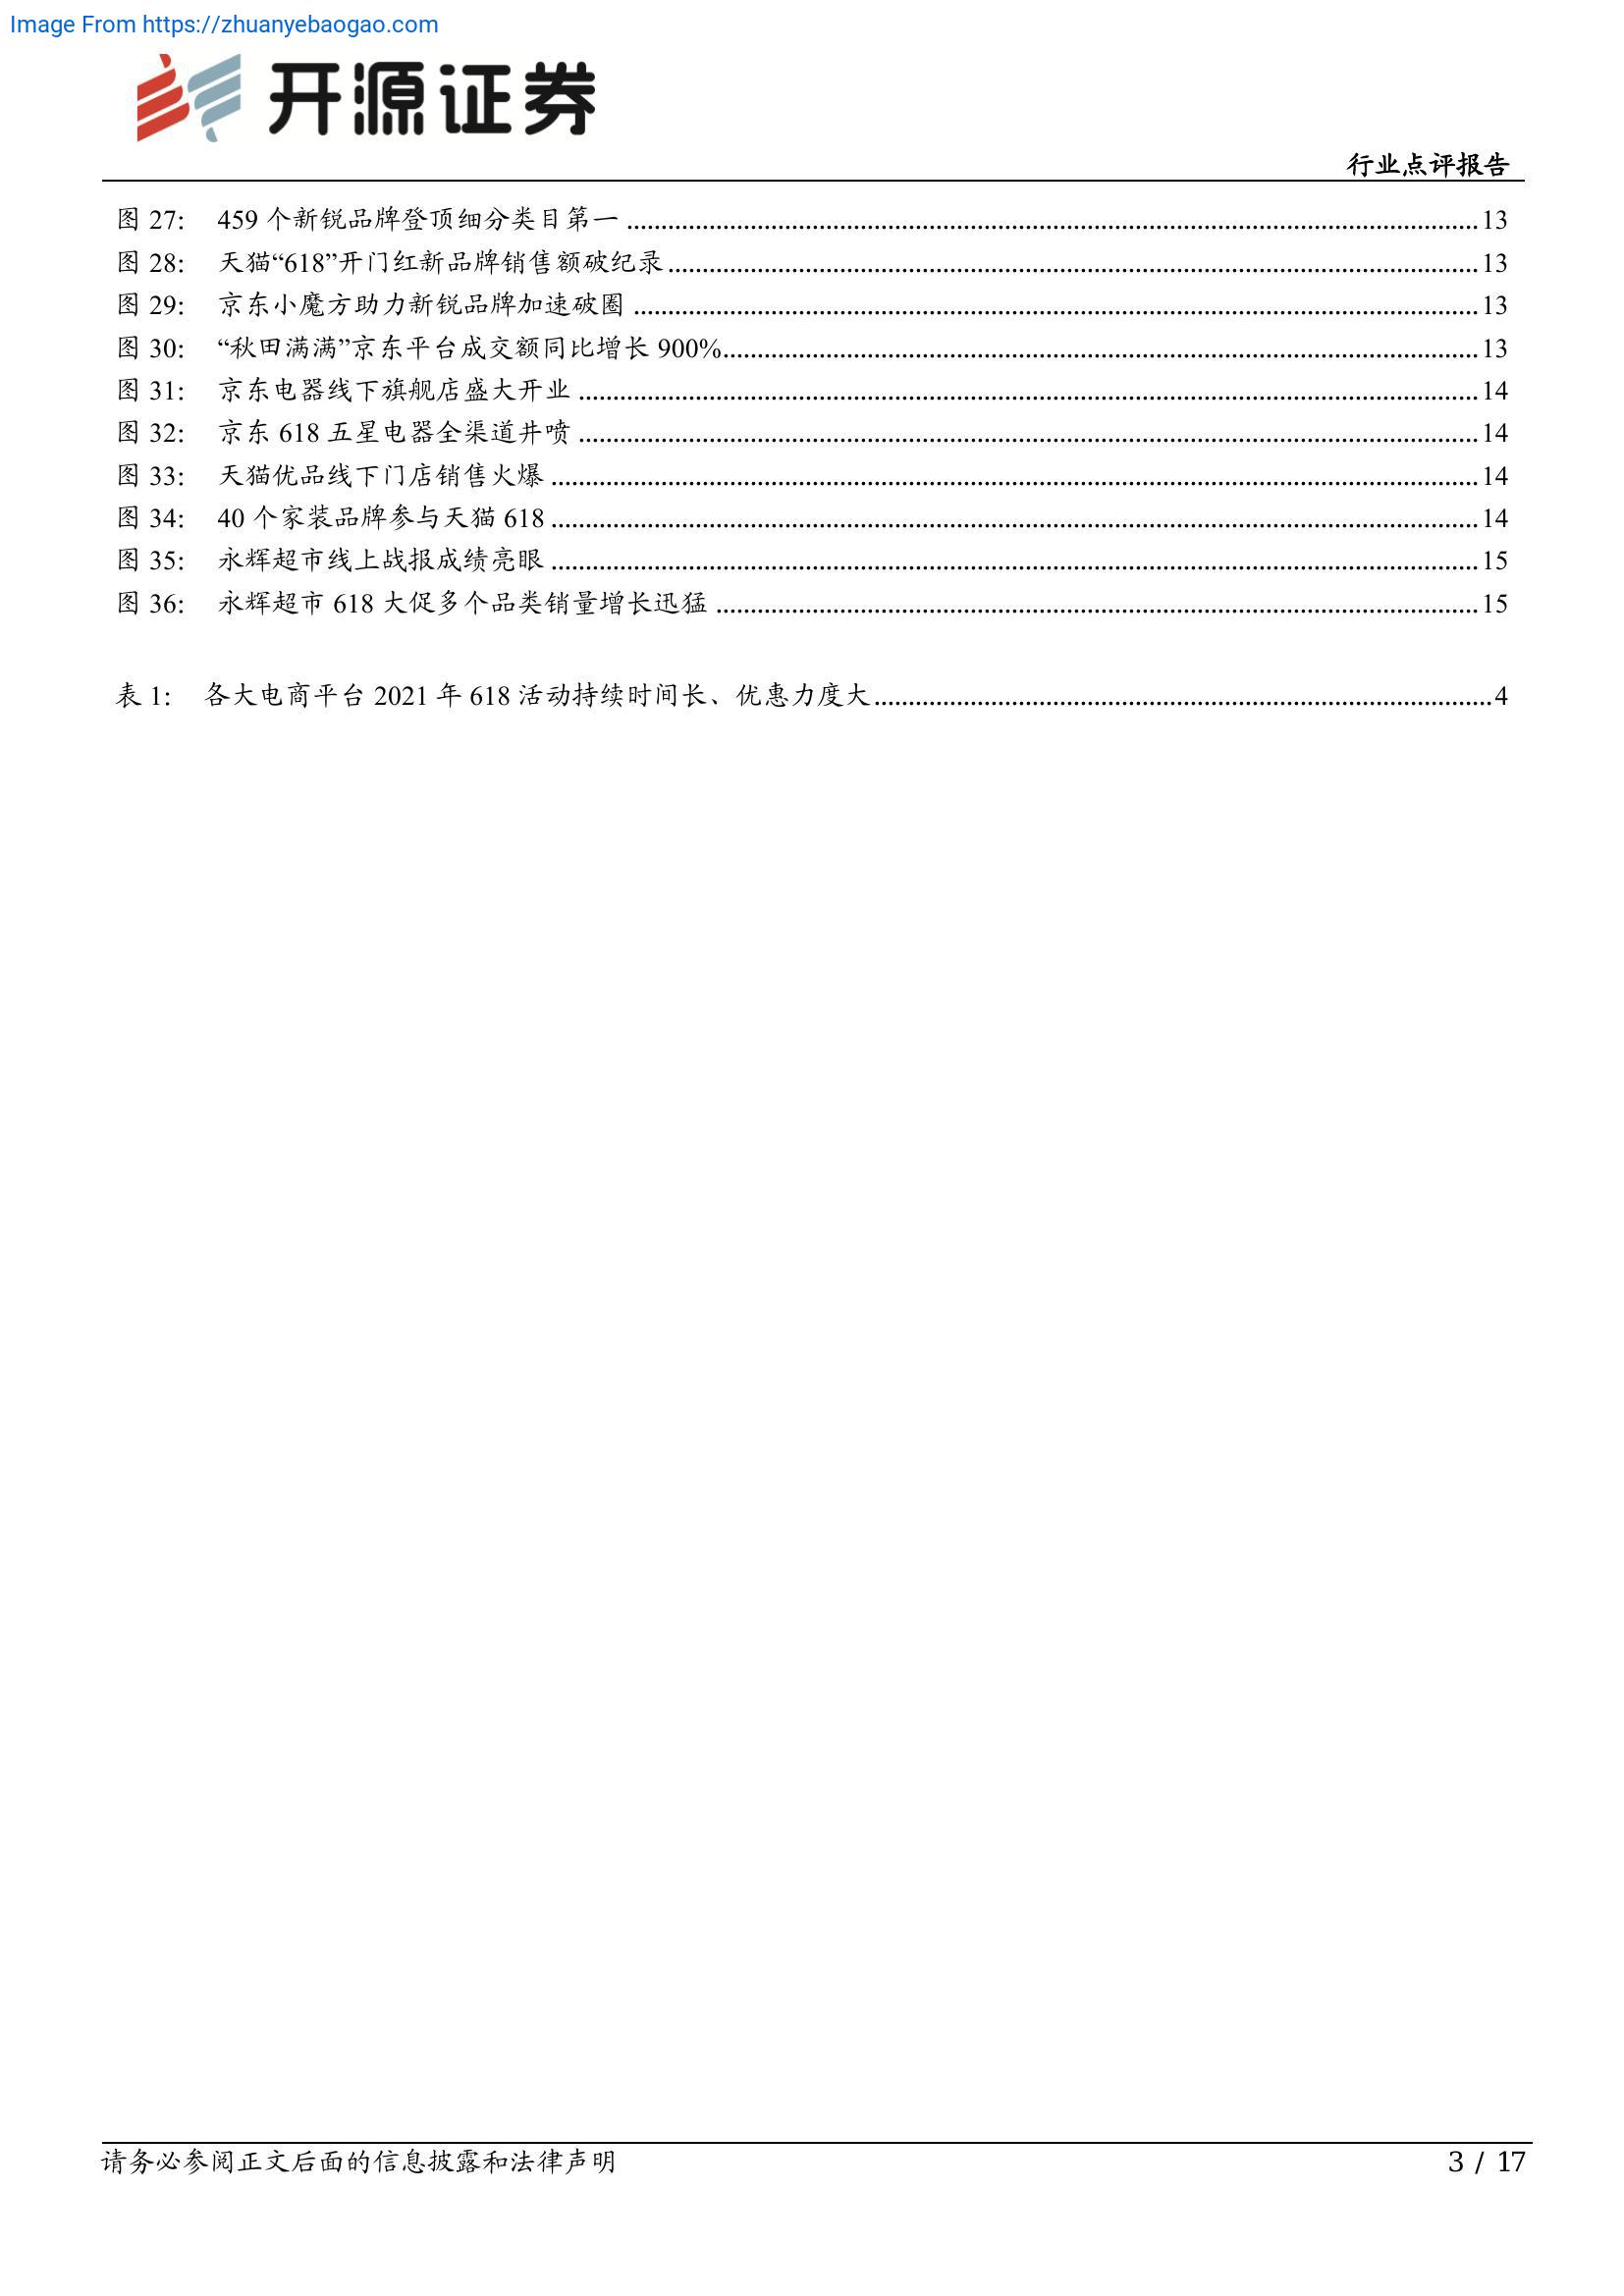 Image From https://zhuanyebaogao.com
开源证券
行业点评报告
图 27: 459 个新锐品牌登顶细分类目第一 ........ 13
图 28: 天猫“618”开门红新品牌销售额破纪录 ........ 13
图 29: 京东小魔方助力新锐品牌加速破圈 ........ 13
图 30: “秋田满满”京东平台成交额同比增长 900% ........ 13
图 31: 京东电器线下旗舰店盛大开业 ........ 14
图 32: 京东 618 五星电器全渠道井喷 ........ 14
图 33: 天猫优品线下门店销售火爆 ........ 14
图 34: 40 个家装品牌参与天猫 618 ........ 14
图 35: 永辉超市线上战报成绩亮眼 ........ 15
图 36: 永辉超市 618 大促多个品类销量增长迅猛 ........ 15
表 1: 各大电商平台 2021 年 618 活动持续时间长、优惠力度大 ........ 4
请务必参阅正文后面的信息披露和法律声明
3 / 17